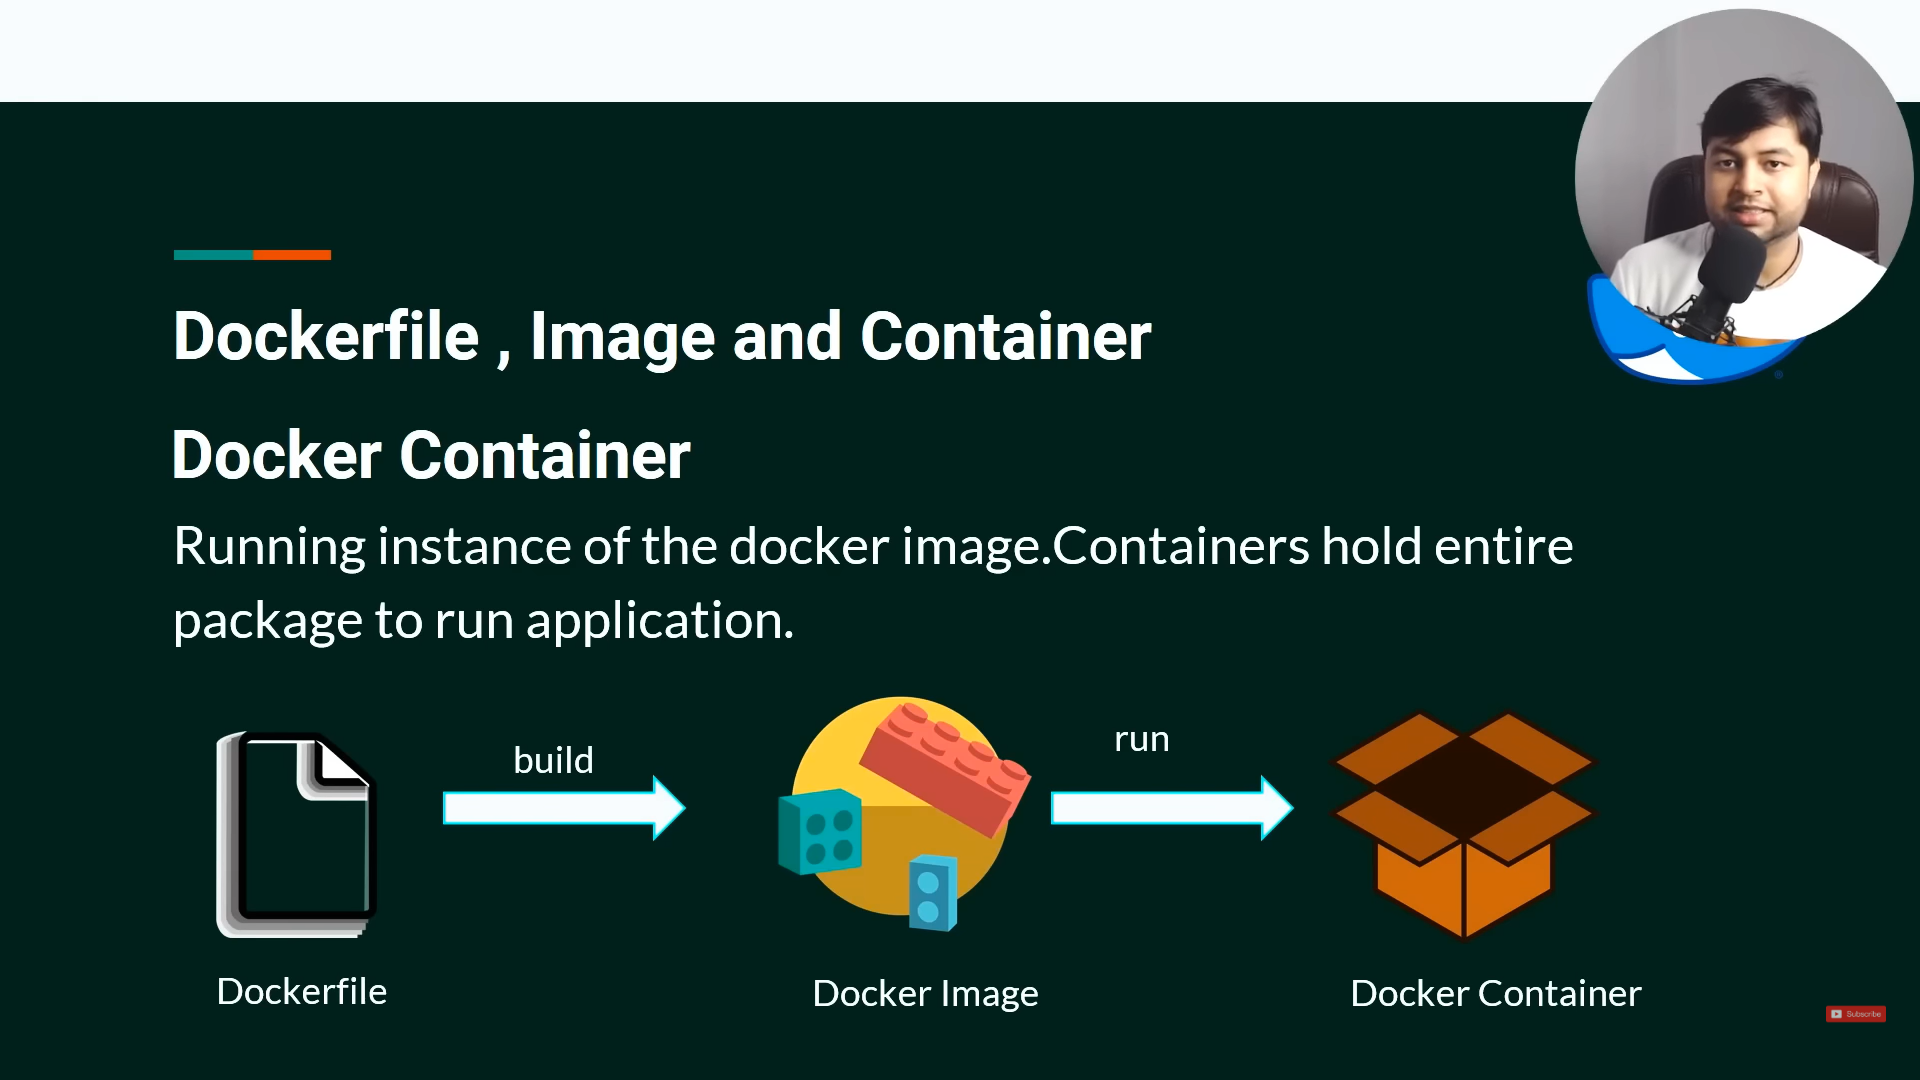 Dockerfile , Image and Container
Docker Container
Running instance of the docker image.Containers hold entire
package to run application.
build
run
Dockerfile
Docker Image
Docker Container
Subscribe
®